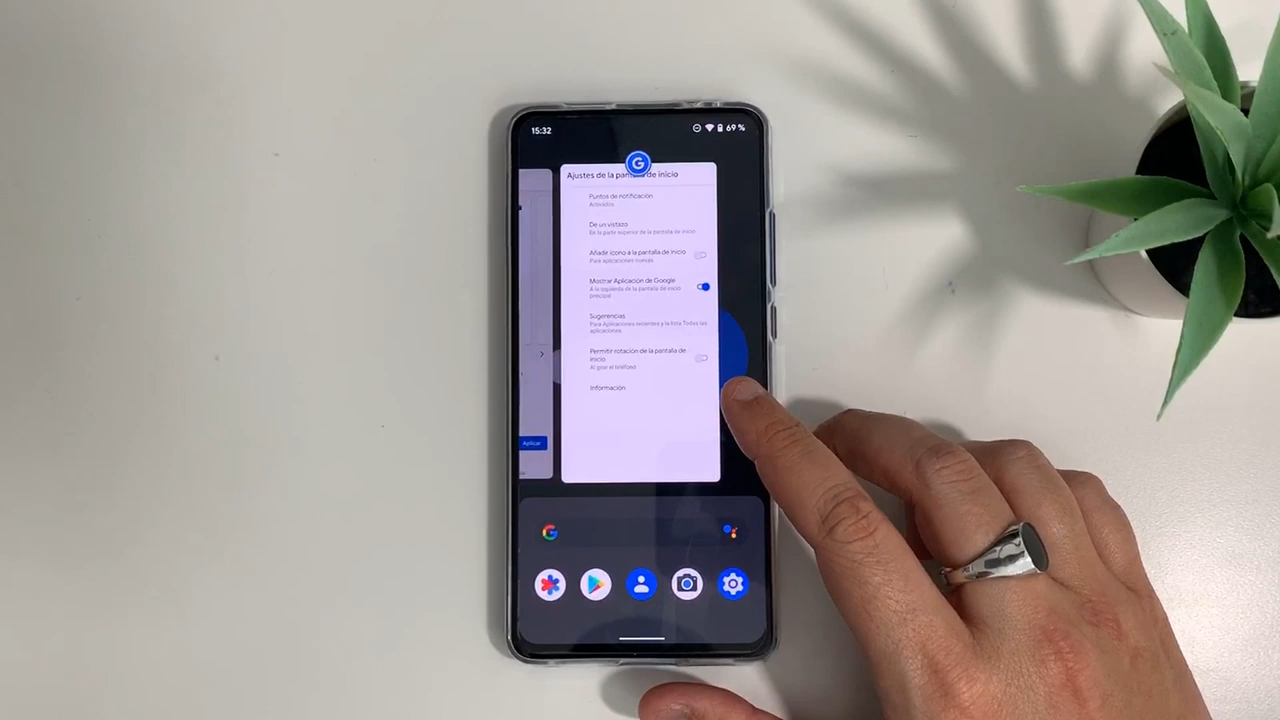 15:32
69 %
G
Ajustes de la pantalla de inicio
Puntos de notificación
Activados
De un vistazo
En la parte superior de la pantalla de inicio
Añadir icono a la pantalla de inicio
Para aplicaciones nuevas
Mostrar Aplicación de Google
A la izquierda de la pantalla de inicio
principal
Sugerencias
Para Aplicaciones recientes y la lista Todas las
aplicaciones
Permitir rotación de la pantalla de
inicio
Al girar el teléfono
Información
Aplicar
G